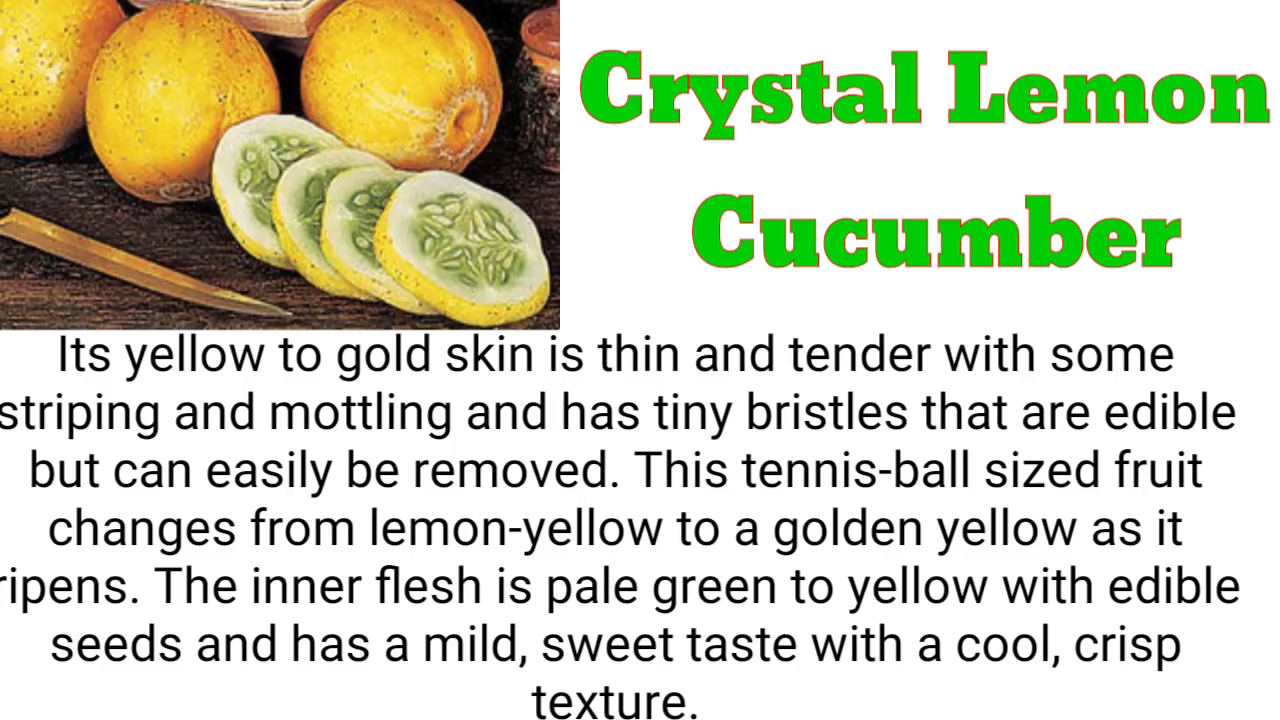 Crystal Lemon
Cucumber
Its yellow to gold skin is thin and tender with some
striping and mottling and has tiny bristles that are edible
but can easily be removed. This tennis-ball sized fruit
changes from lemon-yellow to a golden yellow as it
ripens. The inner flesh is pale green to yellow with edible
seeds and has a mild, sweet taste with a cool, crisp
texture.